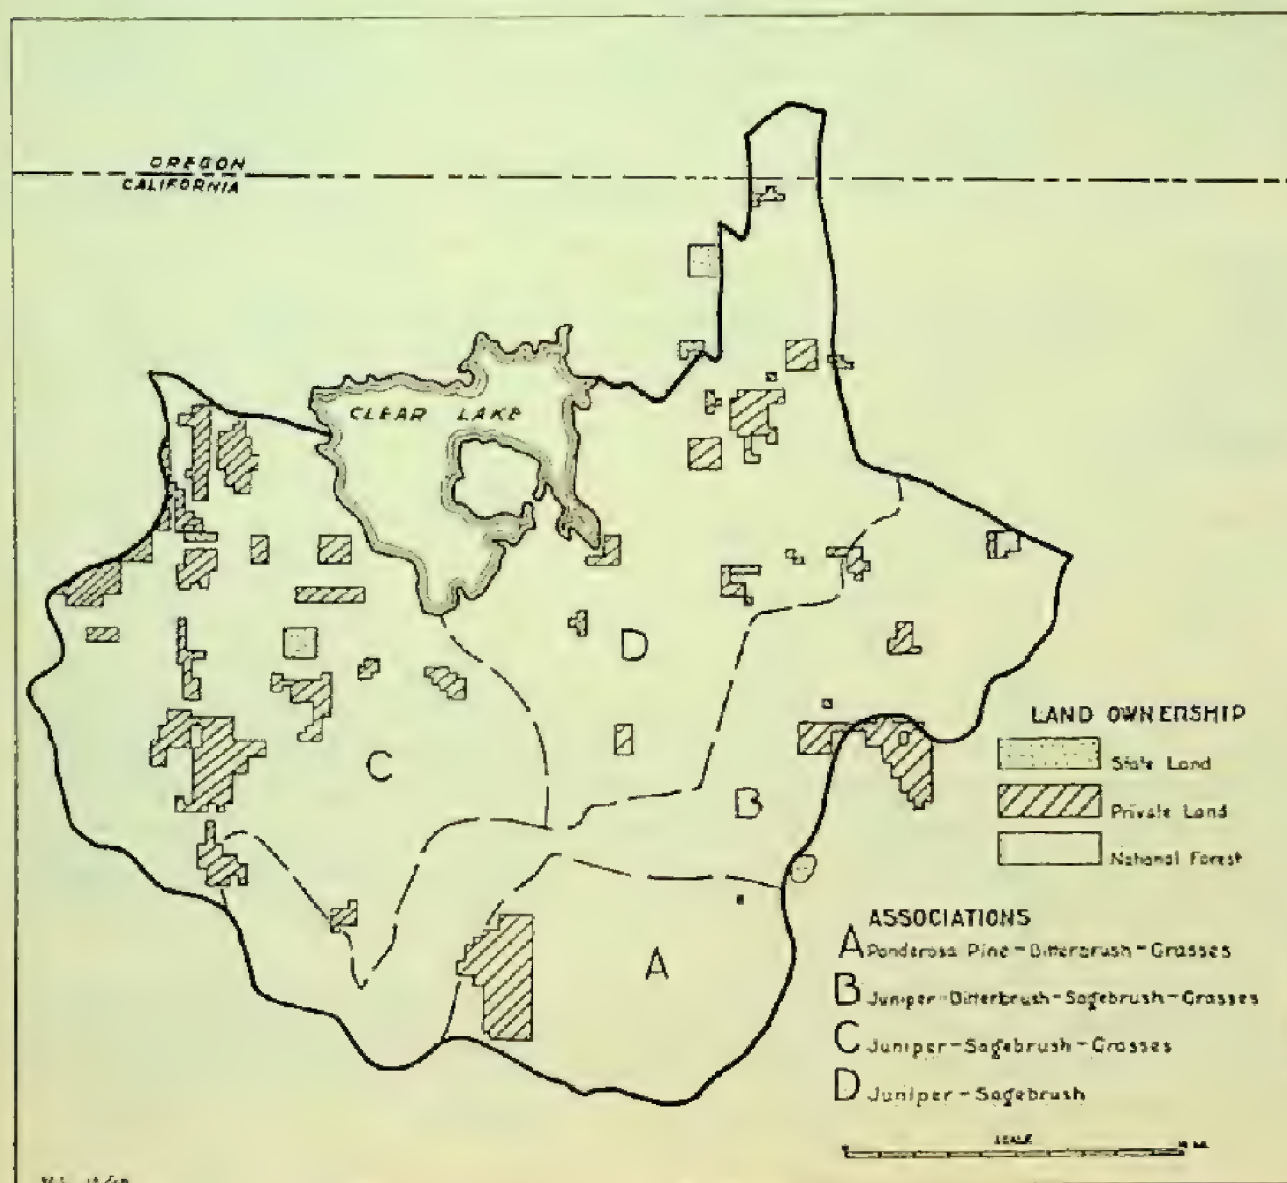 OREGON
CALIFORNIA
CLEAR LAKE
D
C
B
A
LAND OWNERSHIP
State Land
Private Land
National Forest
ASSOCIATIONS
A Ponderosa Pine-Bitterbrush-Grasses
B Juniper-Bitterbrush-Sagebrush-Grasses
C Juniper-Sagebrush-Grasses
D Juniper-Sagebrush
SCALE